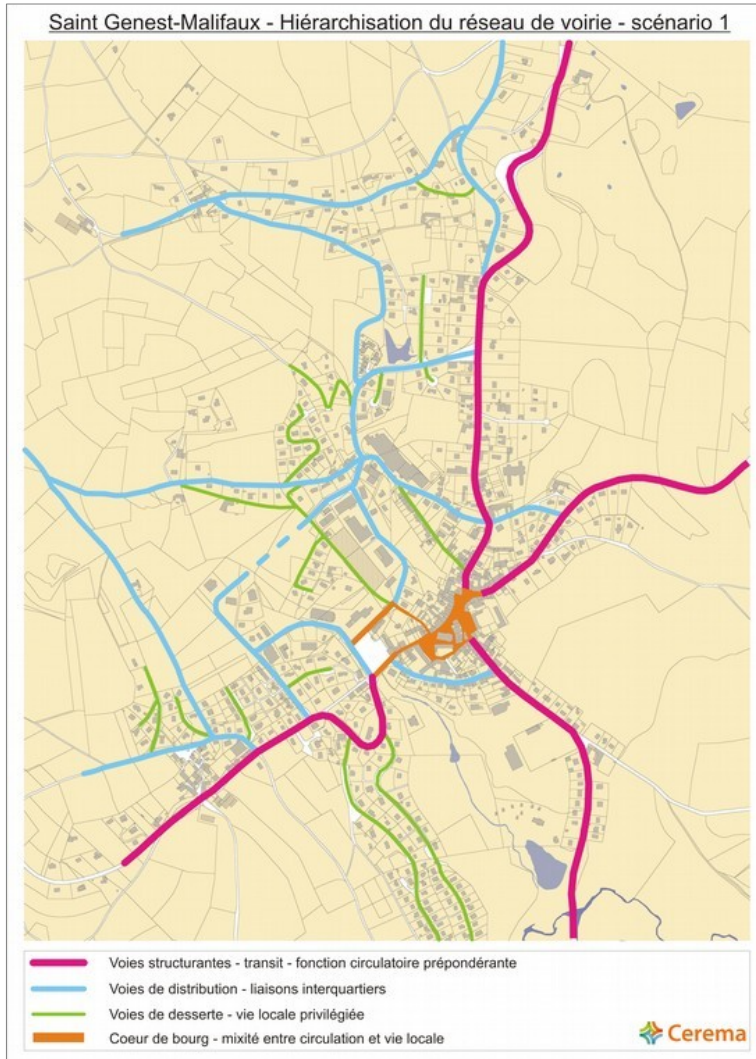 Saint Genest-Malifaux - Hiérarchisation du réseau de voirie - scénario 1
Voies structurantes - transit - fonction circulatoire prépondérante
Voies de distribution - liaisons interquartiers
Voies de desserte - vie locale privilégiée
Coeur de bourg - mixité entre circulation et vie locale
Cerema